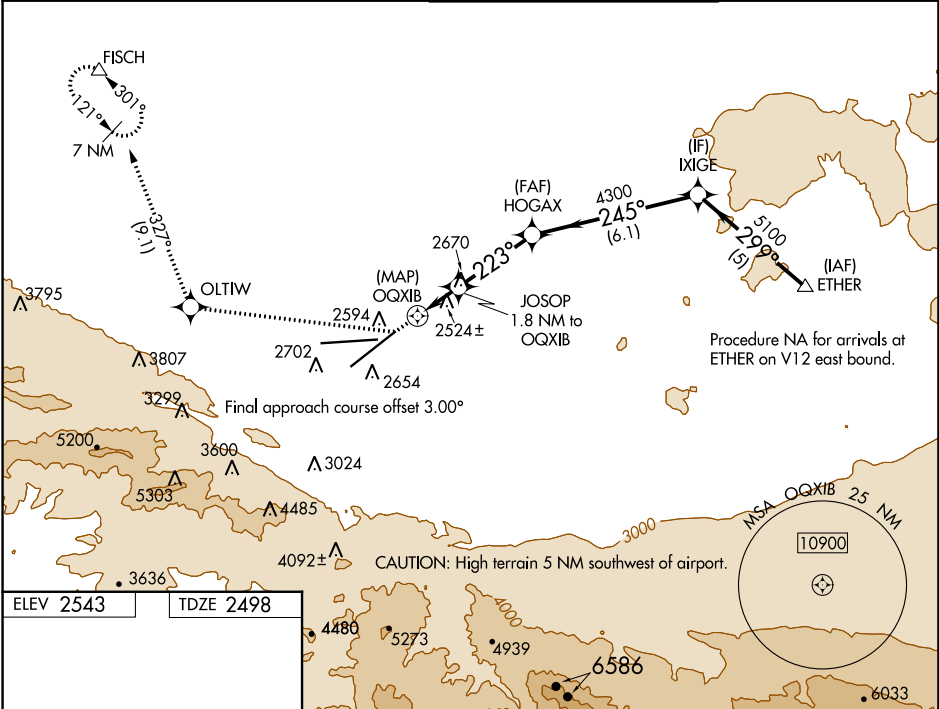 FISCH
301°
121°
7 NM
327°
(9.1)
OLTIW
(IF)
IXIGE
4300
245°
(6.1)
(FAF)
HOGAX
5100
299°
(5)
(IAF)
ETHER
2670
223°
(MAP)
OQXIB
JOSOP
1.8 NM to
OQXIB
2594
2524±
2702
2654
Procedure NA for arrivals at
ETHER on V12 east bound.
3795
3807
3299
Final approach course offset 3.00°
5200
3600
3024
5303
4485
3000
MSA OQXIB 25 NM
10900
4092±
CAUTION: High terrain 5 NM southwest of airport.
3636
4000
ELEV 2543
TDZE 2498
4480
5273
4939
6586
6033